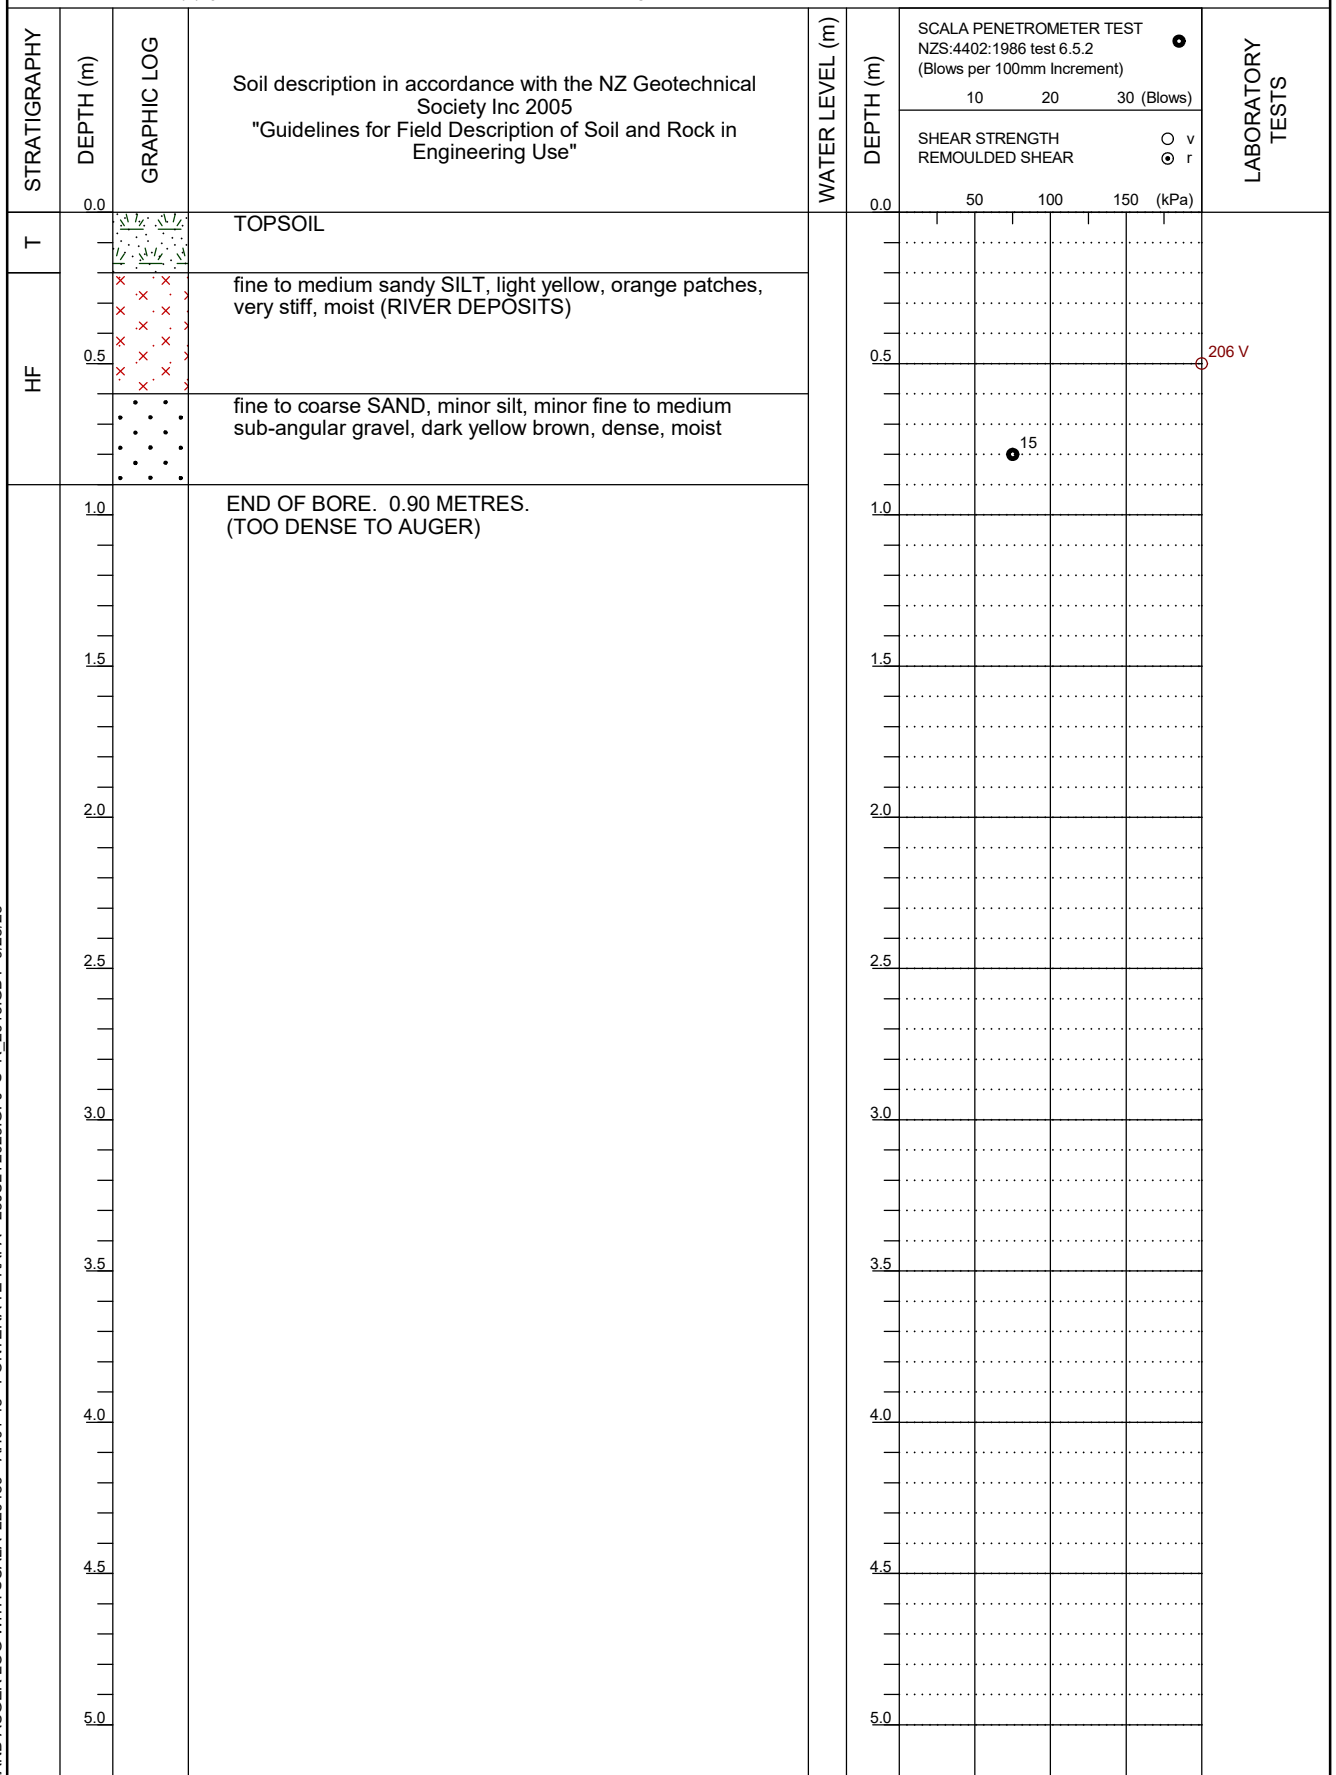 STRATIGRAPHY
DEPTH (m)
GRAPHIC LOG
Soil description in accordance with the NZ Geotechnical
Society Inc 2005
"Guidelines for Field Description of Soil and Rock in
Engineering Use"
WATER LEVEL (m)
DEPTH (m)
SCALA PENETROMETER TEST
NZS:4402:1986 test 6.5.2
(Blows per 100mm Increment)
10 20 30 (Blows)
SHEAR STRENGTH v
REMOULDED SHEAR r
50 100 150 (kPa)
LABORATORY
TESTS
0.0 0.0
T
TOPSOIL
HF
fine to medium sandy SILT, light yellow, orange patches,
very stiff, moist (RIVER DEPOSITS)
0.5 0.5
206 V
fine to coarse SAND, minor silt, minor fine to medium
sub-angular gravel, dark yellow brown, dense, moist
15
END OF BORE. 0.90 METRES.
(TOO DENSE TO AUGER)
1.0 1.0
1.5 1.5
2.0 2.0
2.5 2.5
3.0 3.0
3.5 3.5
4.0 4.0
4.5 4.5
5.0 5.0